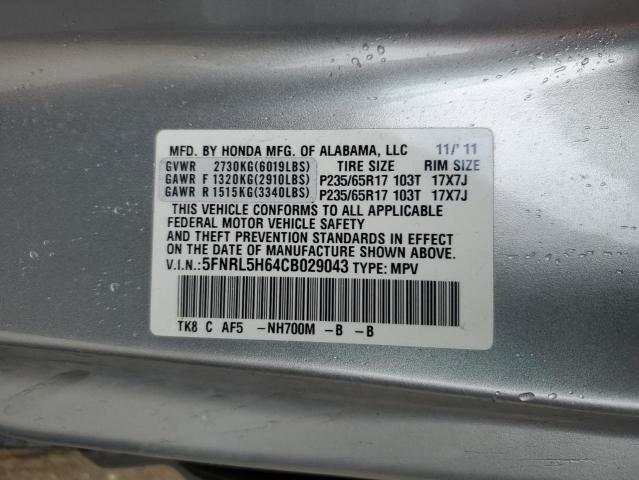 MFD. BY HONDA MFG. OF ALABAMA, LLC 11/'11
GVWR 2730KG(6019LBS) TIRE SIZE RIM SIZE
GAWR F 1320KG(2910LBS) P235/65R17 103T 17X7J
GAWR R 1515KG(3340LBS) P235/65R17 103T 17X7J
THIS VEHICLE CONFORMS TO ALL APPLICABLE
FEDERAL MOTOR VEHICLE SAFETY
AND THEFT PREVENTION STANDARDS IN EFFECT
ON THE DATE OF MANUFACTURE SHOWN ABOVE.
V.I.N.:5FNRL5H64CB029043 TYPE: MPV
TK8 C AF5 -NH700M -B -B